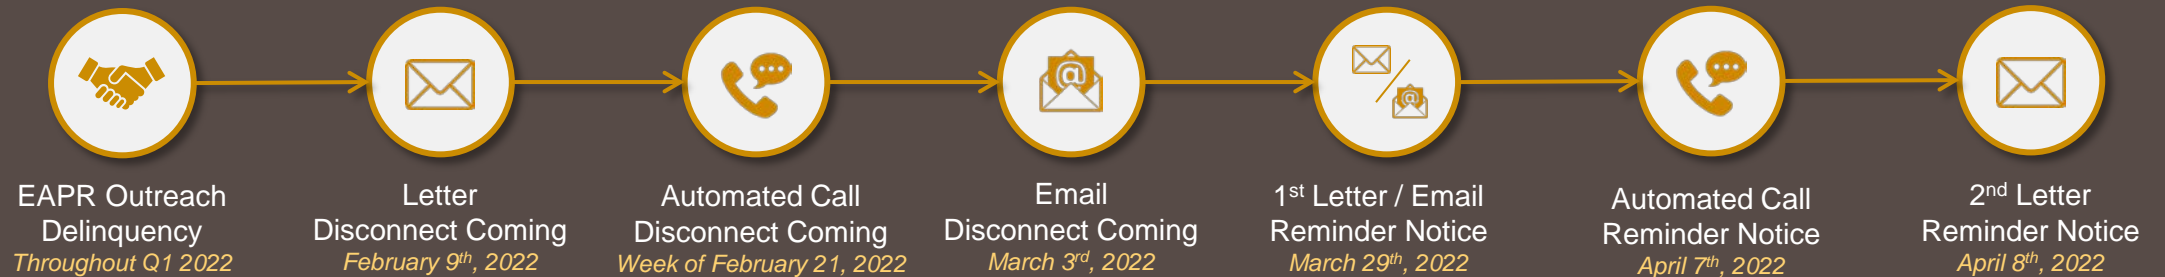 EAPR Outreach
Delinquency
Throughout Q1 2022
Letter
Disconnect Coming
February 9th, 2022
Automated Call
Disconnect Coming
Week of February 21, 2022
Email
Disconnect Coming
March 3rd, 2022
1st Letter / Email
Reminder Notice
March 29th, 2022
Automated Call
Reminder Notice
April 7th, 2022
2nd Letter
Reminder Notice
April 8th, 2022